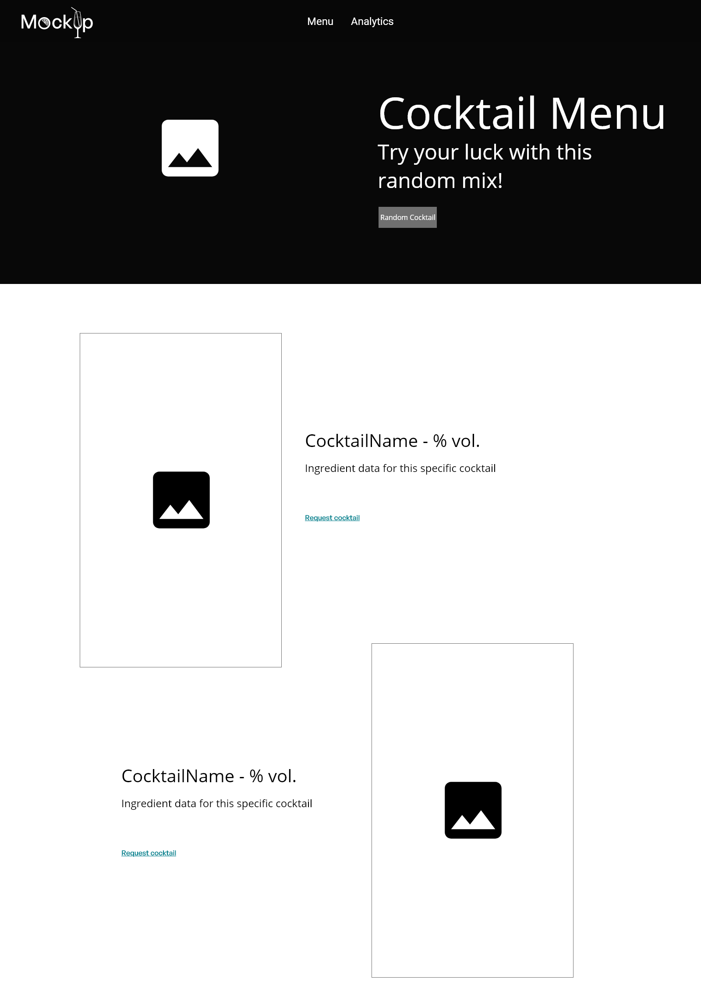 MockUp
Menu Analytics
Cocktail Menu
Try your luck with this
random mix!
Random Cocktail
CocktailName - % vol.
Ingredient data for this specific cocktail
Request cocktail
CocktailName - % vol.
Ingredient data for this specific cocktail
Request cocktail